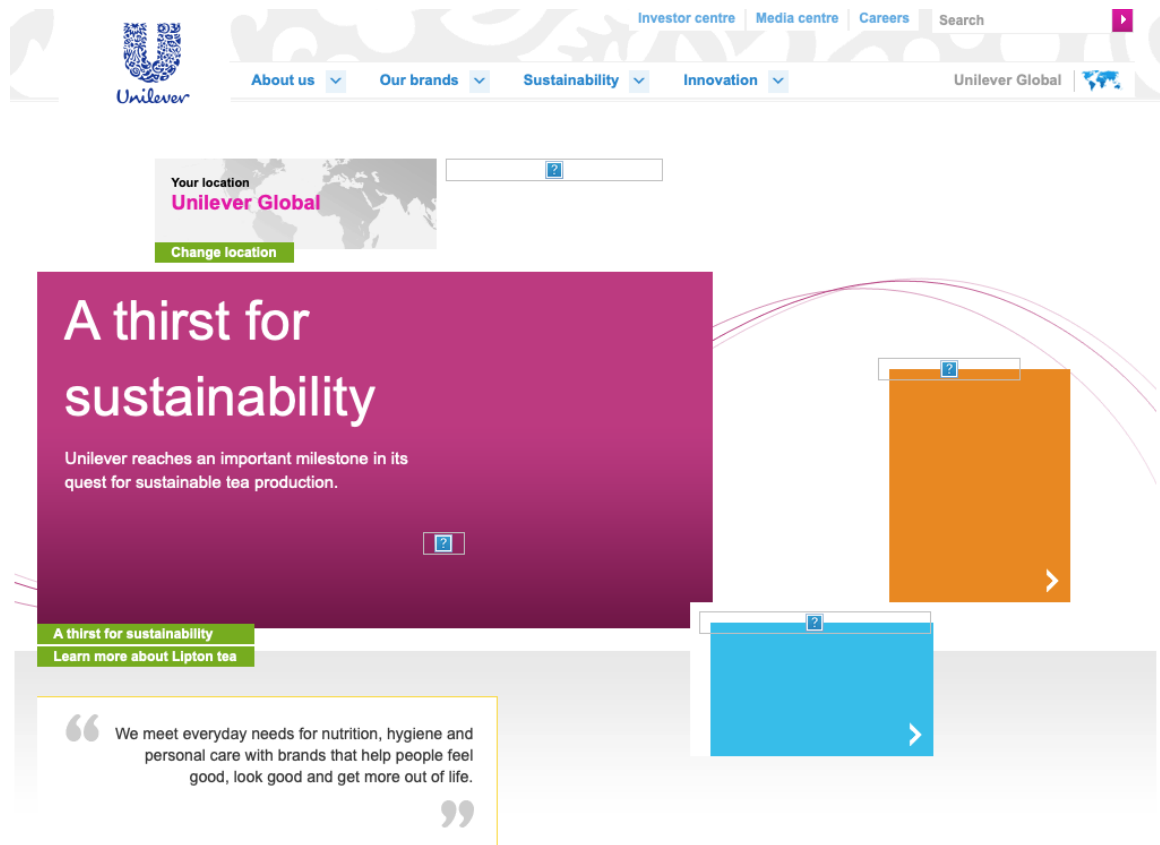 Investor centre
Media centre
Careers
Search
Unilever
About us
Our brands
Sustainability
Innovation
Unilever Global
Your location
Unilever Global
Change location
A thirst for
sustainability
Unilever reaches an important milestone in its
quest for sustainable tea production.
A thirst for sustainability
Learn more about Lipton tea
“ We meet everyday needs for nutrition, hygiene and
personal care with brands that help people feel
good, look good and get more out of life.
”